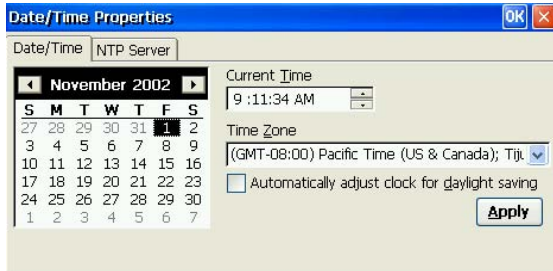 Date/Time Properties OK
Date/Time NTP Server
November 2002
S M T W T F S
27 28 29 30 31 1 2
3 4 5 6 7 8 9
10 11 12 13 14 15 16
17 18 19 20 21 22 23
24 25 26 27 28 29 30
1 2 3 4 5 6 7
Current Time
9 :11:34 AM
Time Zone
(GMT-08:00) Pacific Time (US & Canada); Tiju
Automatically adjust clock for daylight saving
Apply